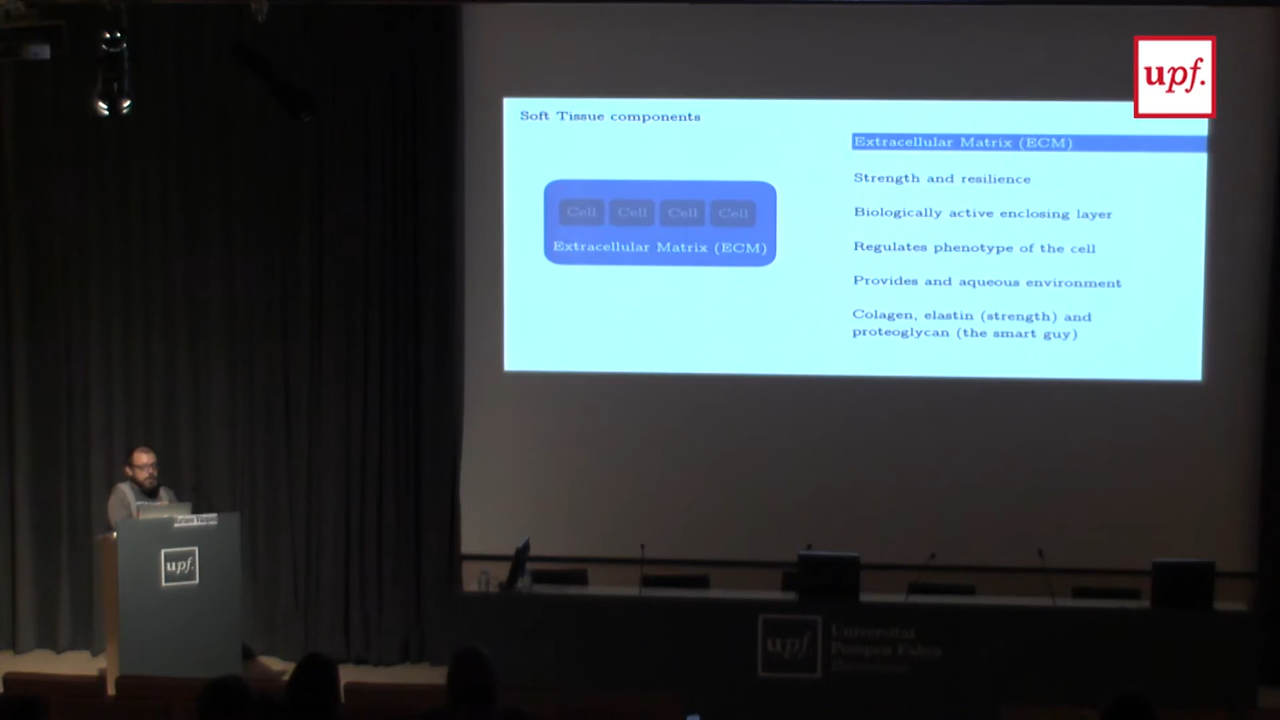 upf.
Soft Tissue components
Extracellular Matrix (ECM)
Cell Cell Cell Cell
Extracellular Matrix (ECM)
Strength and resilience
Biologically active enclosing layer
Regulates phenotype of the cell
Provides and aqueous environment
Colagen, elastin (strength) and
proteoglycan (the smart guy)
Mariano Vázquez
upf.
upf.
Universitat
Pompeu Fabra
Barcelona